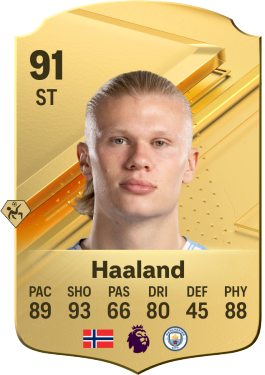 91
ST
Haaland
PAC SHO PAS DRI DEF PHY
89 93 66 80 45 88